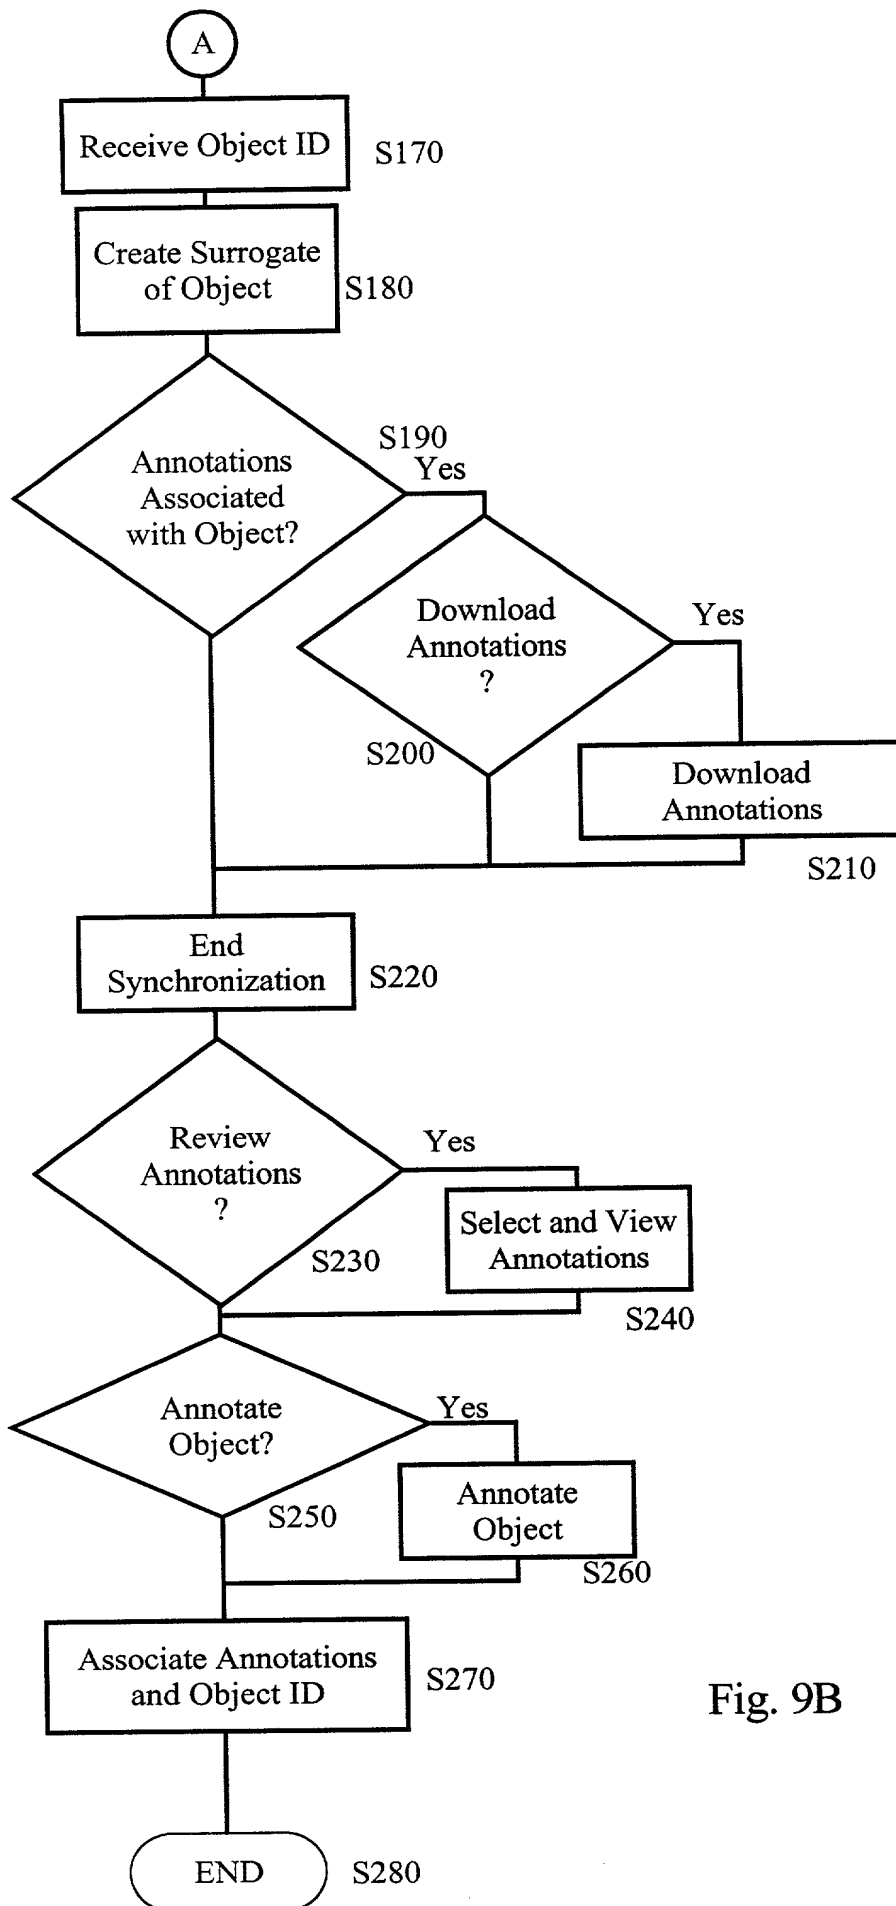 A
Receive Object ID
S170
Create Surrogate
of Object
S180
S190
Annotations
Associated
with Object?
Yes
Download
Annotations
?
Yes
S200
Download
Annotations
S210
End
Synchronization
S220
Review
Annotations
?
Yes
S230
Select and View
Annotations
S240
Annotate
Object?
Yes
S250
Annotate
Object
S260
Associate Annotations
and Object ID
S270
Fig. 9B
END
S280